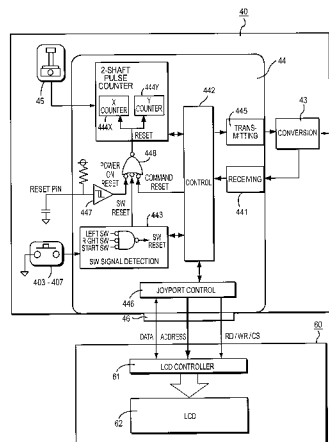 40
44
2-SHAFT
PULSE
COUNTER
444Y
X
COUNTER
Y
COUNTER
444X
RESET
45
442
445
TRANS-
MITTING
43
CONVERSION
448
POWER
ON
RESET
COMMAND
RESET
CONTROL
RECEIVING
441
RESET PIN
447
SW
RESET
443
LEFT SW
RIGHT SW
START SW
SW
RESET
SW SIGNAL DETECTION
403 - 407
446
JOYPORT CONTROL
46
DATA
ADDRESS
RD / WR / CS
60
LCD CONTROLLER
61
LCD
62